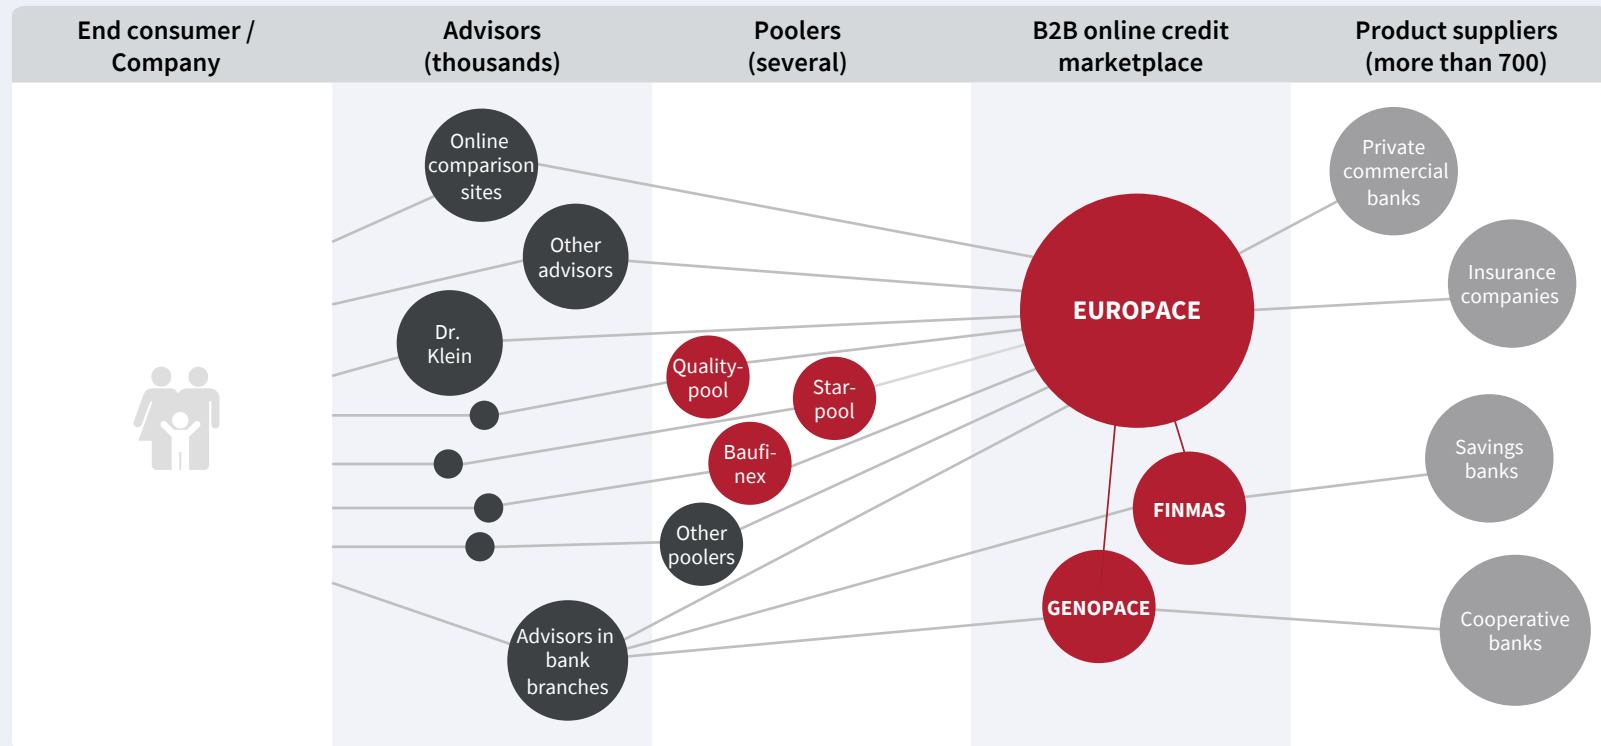 End consumer /
Company
Advisors
(thousands)
Poolers
(several)
B2B online credit
marketplace
Product suppliers
(more than 700)
Online
comparison
sites
Other
advisors
Dr.
Klein
Advisors in
bank
branches
Quality-
pool
Star-
pool
Baufi-
nex
Other
poolers
EUROPACE
FINMAS
GENOPACE
Private
commercial
banks
Insurance
companies
Savings
banks
Cooperative
banks